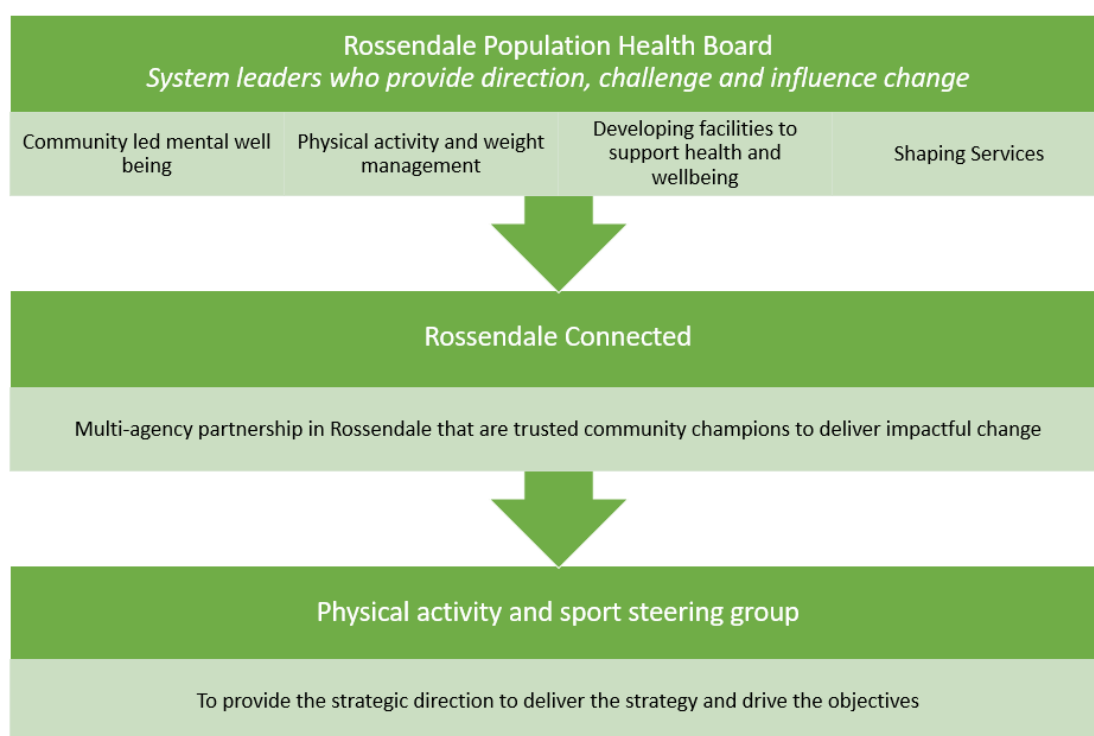 Rossendale Population Health Board
System leaders who provide direction, challenge and influence change
Community led mental well
being
Physical activity and weight
management
Developing facilities to
support health and
wellbeing
Shaping Services
Rossendale Connected
Multi-agency partnership in Rossendale that are trusted community champions to deliver impactful change
Physical activity and sport steering group
To provide the strategic direction to deliver the strategy and drive the objectives